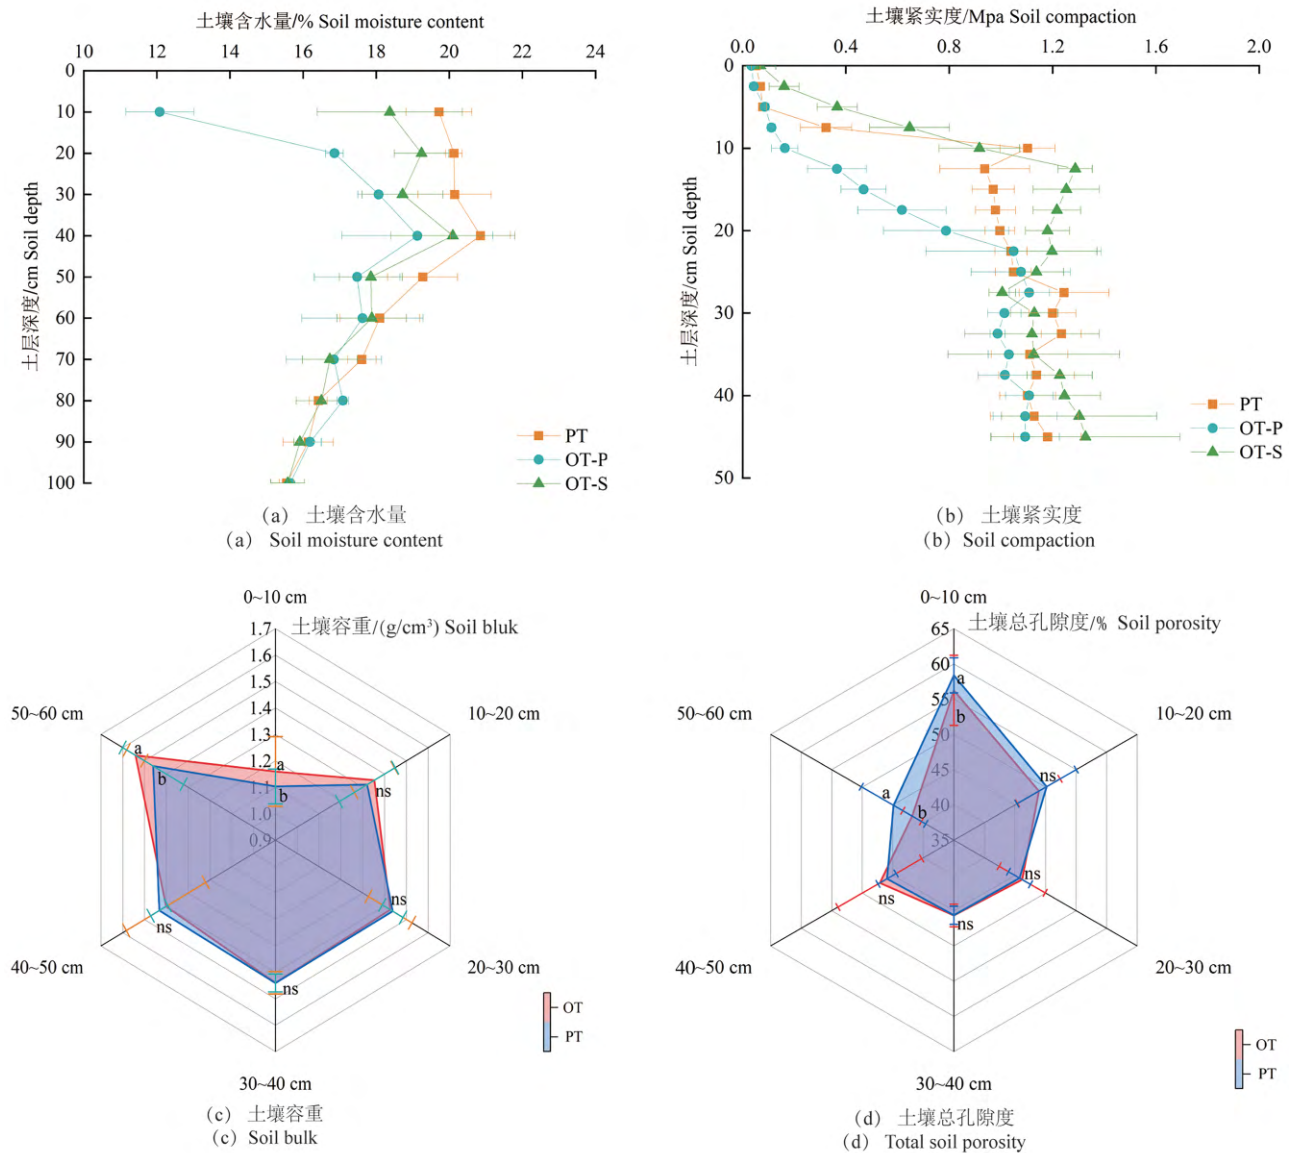 土壤含水量/% Soil moisture content
10 12 14 16 18 20 22 24
0
10
20
30
40
50
60
70
80
90
100
土层深度/cm Soil depth
PT
OT-P
OT-S
(a) 土壤含水量
(a) Soil moisture content
土壤紧实度/Mpa Soil compaction
0.0 0.4 0.8 1.2 1.6 2.0
0
10
20
30
40
50
土层深度/cm Soil depth
PT
OT-P
OT-S
(b) 土壤紧实度
(b) Soil compaction
0~10 cm
土壤容重/(g/cm³) Soil bluk
1.7
1.6
1.5
1.4
1.3
1.2
1.1
1.0
0.9
50~60 cm
10~20 cm
a
b
a
b
ns
ns
ns
ns
40~50 cm
20~30 cm
30~40 cm
OT
PT
(c) 土壤容重
(c) Soil bulk
0~10 cm
土壤总孔隙度/% Soil porosity
65
60
55
50
45
40
35
50~60 cm
10~20 cm
a
b
ns
a
b
ns
ns
ns
40~50 cm
20~30 cm
30~40 cm
OT
PT
(d) 土壤总孔隙度
(d) Total soil porosity